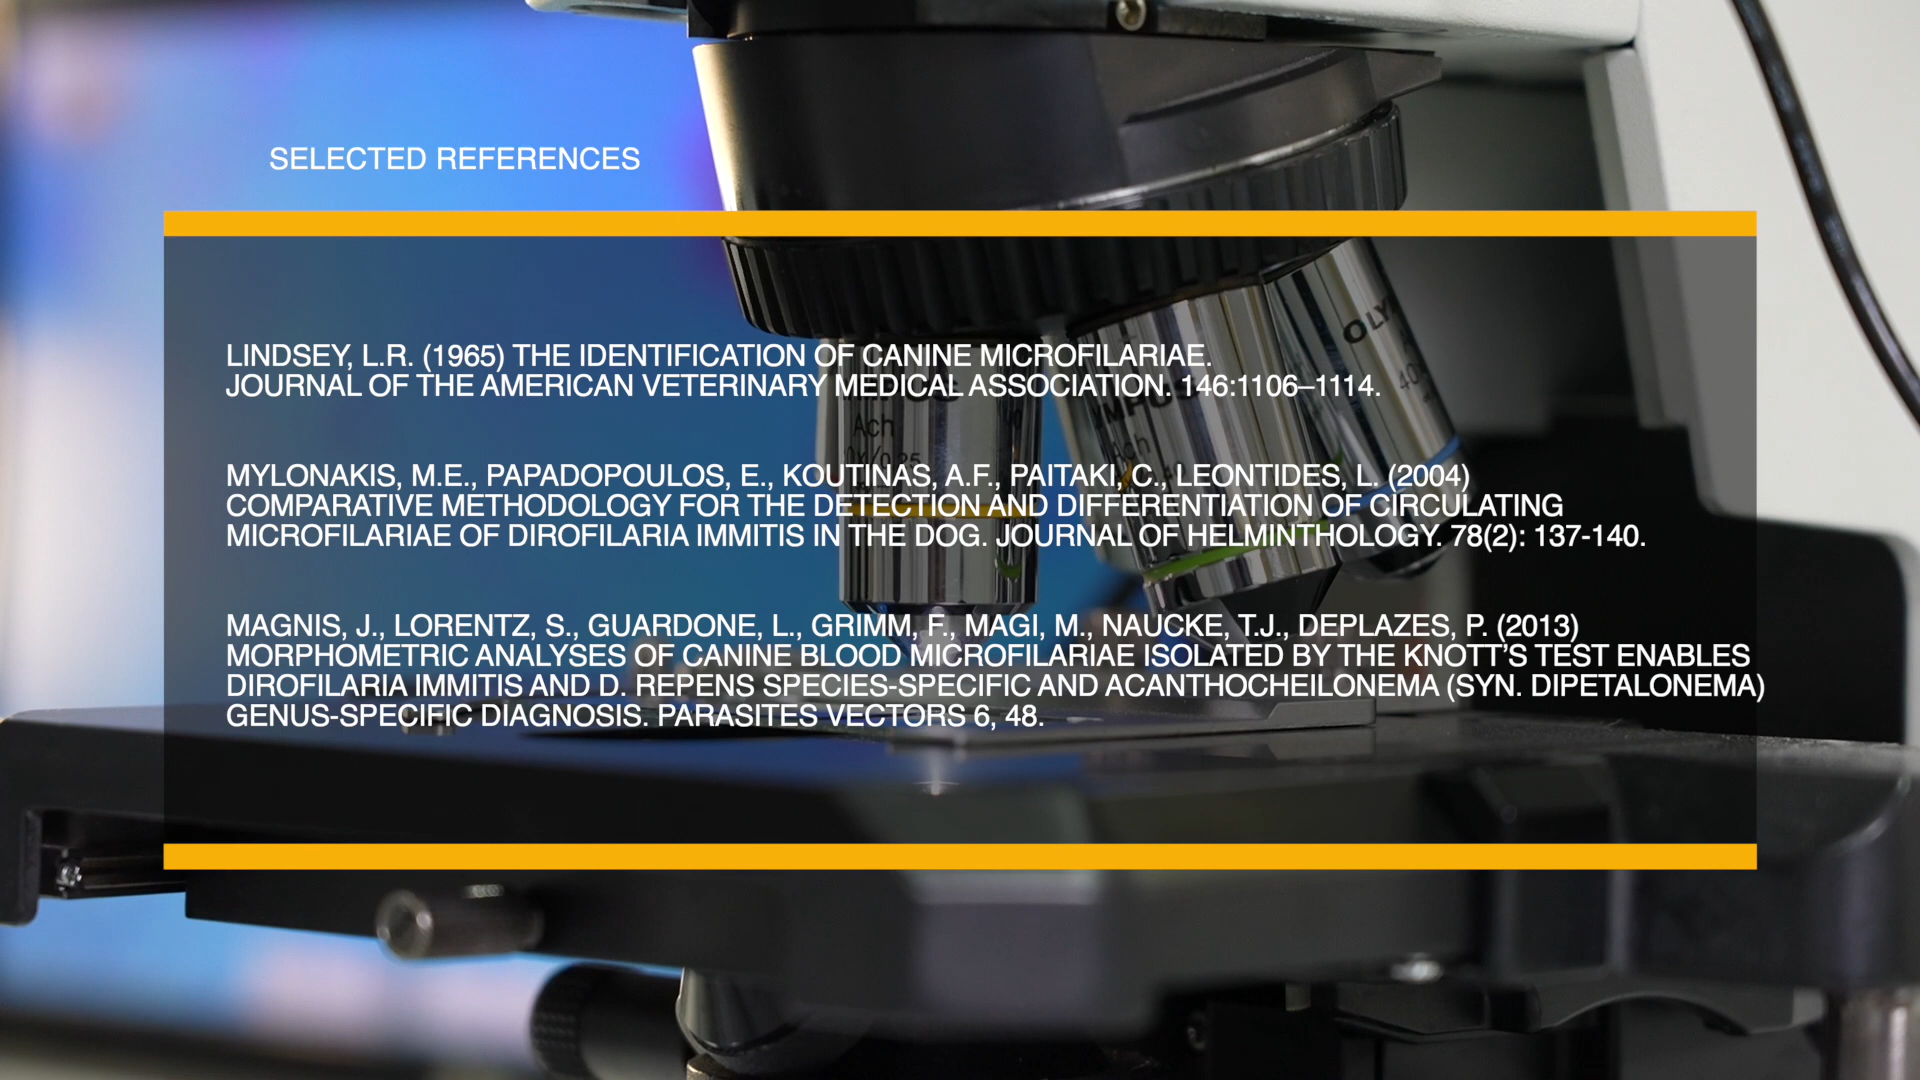 SELECTED REFERENCES
LINDSEY, L.R. (1965) THE IDENTIFICATION OF CANINE MICROFILARIAE.
JOURNAL OF THE AMERICAN VETERINARY MEDICAL ASSOCIATION. 146:1106–1114.
MYLONAKIS, M.E., PAPADOPOULOS, E., KOUTINAS, A.F., PAITAKI, C., LEONTIDES, L. (2004)
COMPARATIVE METHODOLOGY FOR THE DETECTION AND DIFFERENTIATION OF CIRCULATING
MICROFILARIAE OF DIROFILARIA IMMITIS IN THE DOG. JOURNAL OF HELMINTHOLOGY. 78(2): 137-140.
MAGNIS, J., LORENTZ, S., GUARDONE, L., GRIMM, F., MAGI, M., NAUCKE, T.J., DEPLAZES, P. (2013)
MORPHOMETRIC ANALYSES OF CANINE BLOOD MICROFILARIAE ISOLATED BY THE KNOTT’S TEST ENABLES
DIROFILARIA IMMITIS AND D. REPENS SPECIES-SPECIFIC AND ACANTHOCHEILONEMA (SYN. DIPETALONEMA)
GENUS-SPECIFIC DIAGNOSIS. PARASITES VECTORS 6, 48.
Ach
Ach